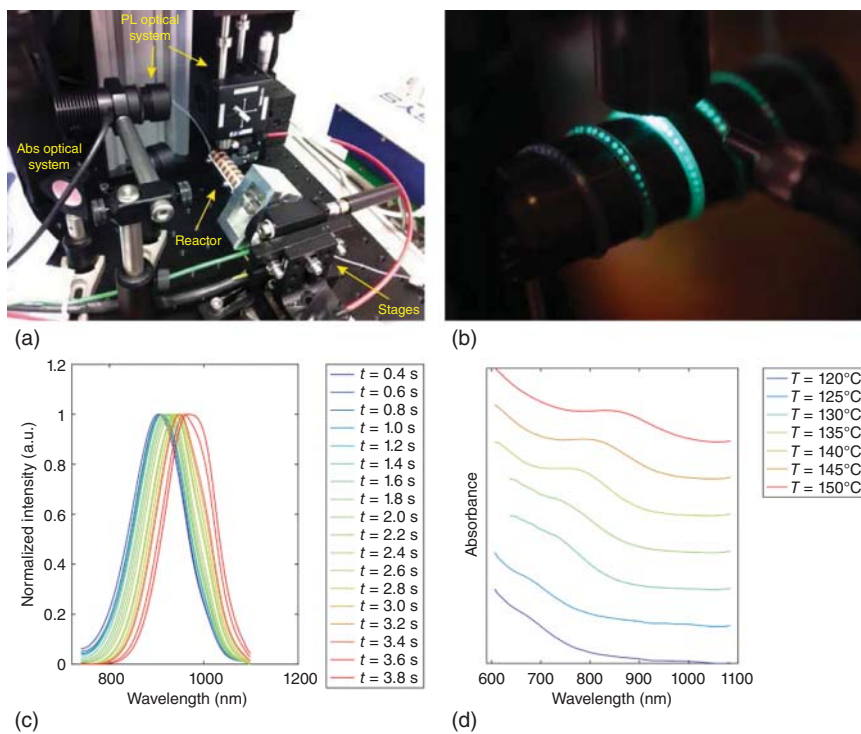 PL optical
system
Abs optical
system
Reactor
Stages
(a)
(b)
1.2
1
0.8
0.6
0.4
0.2
0
Normalized intensity (a.u.)
800
1000
1200
Wavelength (nm)
t = 0.4 s
t = 0.6 s
t = 0.8 s
t = 1.0 s
t = 1.2 s
t = 1.4 s
t = 1.6 s
t = 1.8 s
t = 2.0 s
t = 2.2 s
t = 2.4 s
t = 2.6 s
t = 2.8 s
t = 3.0 s
t = 3.2 s
t = 3.4 s
t = 3.6 s
t = 3.8 s
(c)
Absorbance
600
700
800
900
1000
1100
Wavelength (nm)
T = 120°C
T = 125°C
T = 130°C
T = 135°C
T = 140°C
T = 145°C
T = 150°C
(d)